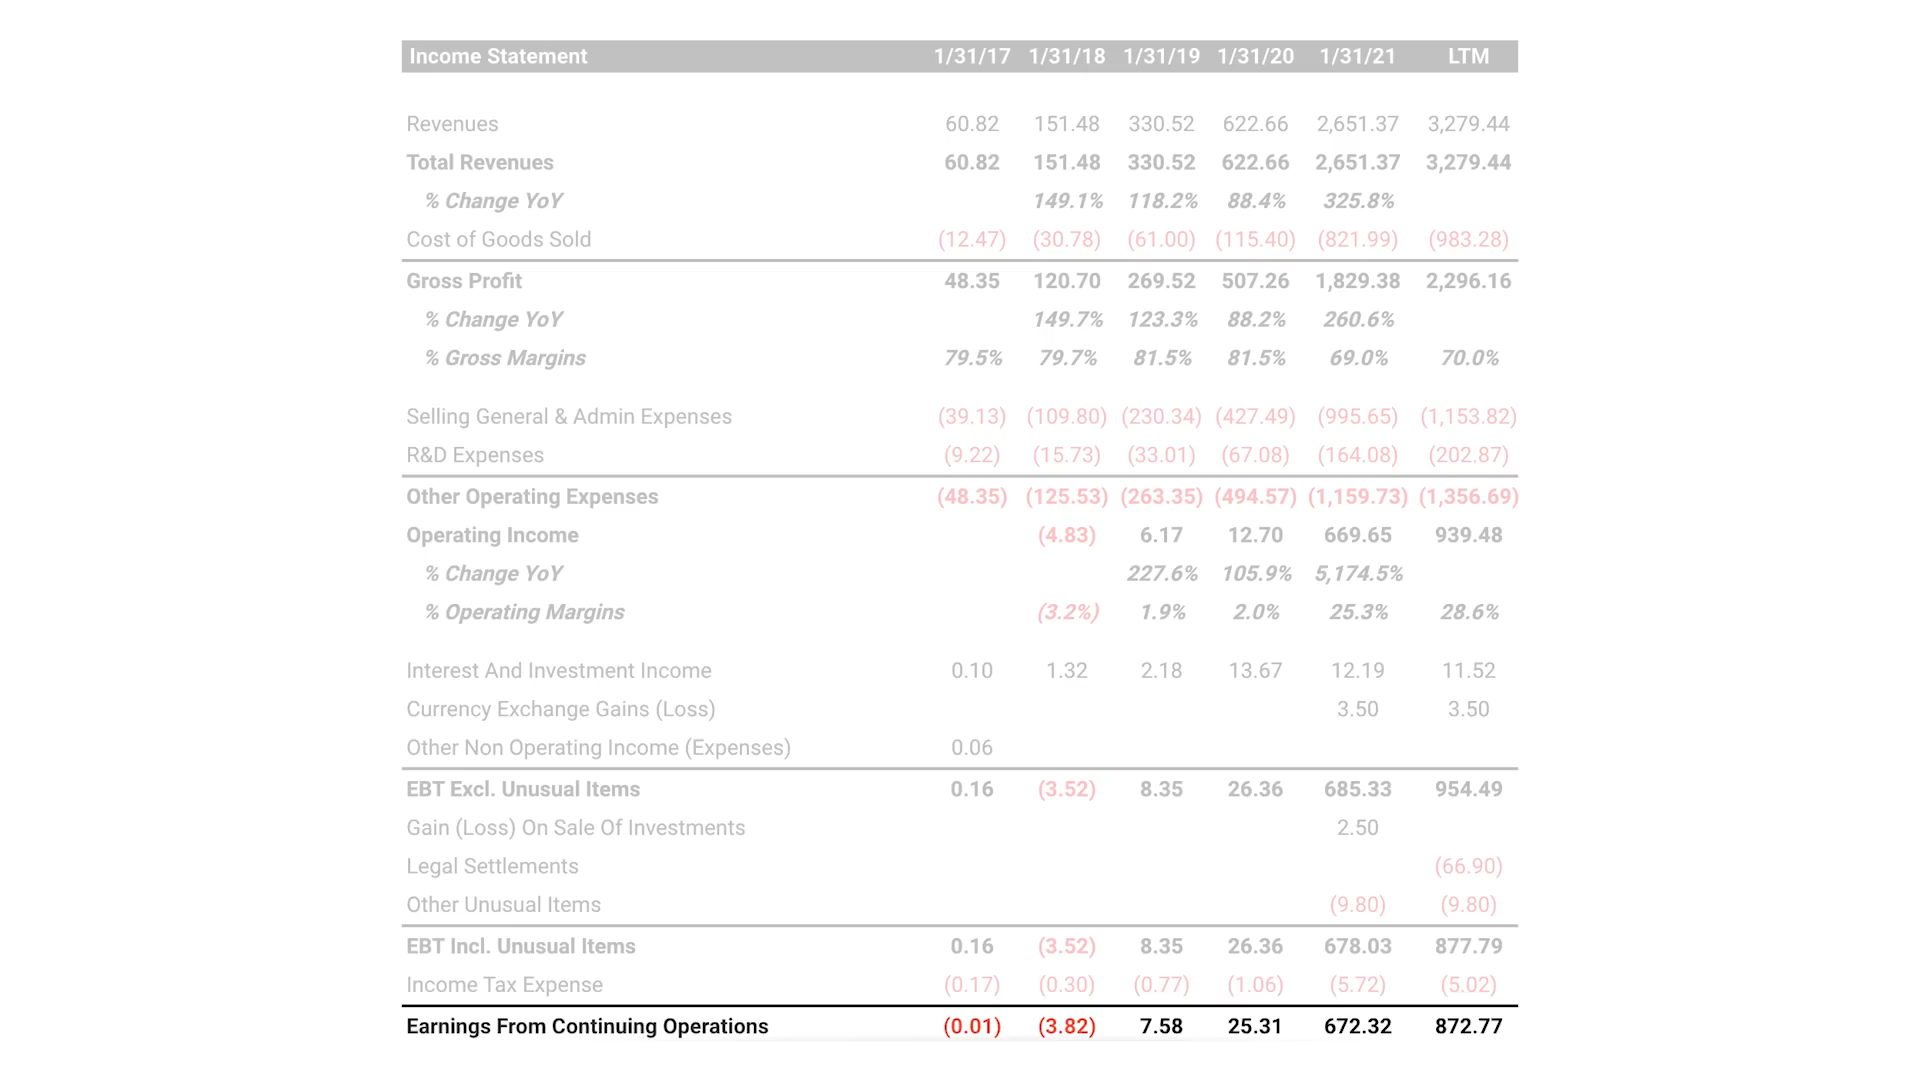 Income Statement 1/31/17 1/31/18 1/31/19 1/31/20 1/31/21 LTM
Revenues 60.82 151.48 330.52 622.66 2,651.37 3,279.44
Total Revenues 60.82 151.48 330.52 622.66 2,651.37 3,279.44
% Change YoY 149.1% 118.2% 88.4% 325.8%
Cost of Goods Sold (12.47) (30.78) (61.00) (115.40) (821.99) (983.28)
Gross Profit 48.35 120.70 269.52 507.26 1,829.38 2,296.16
% Change YoY 149.7% 123.3% 88.2% 260.6%
% Gross Margins 79.5% 79.7% 81.5% 81.5% 69.0% 70.0%
Selling General & Admin Expenses (39.13) (109.80) (230.34) (427.49) (995.65) (1,153.82)
R&D Expenses (9.22) (15.73) (33.01) (67.08) (164.08) (202.87)
Other Operating Expenses (48.35) (125.53) (263.35) (494.57) (1,159.73) (1,356.69)
Operating Income (4.83) 6.17 12.70 669.65 939.48
% Change YoY 227.6% 105.9% 5,174.5%
% Operating Margins (3.2%) 1.9% 2.0% 25.3% 28.6%
Interest And Investment Income 0.10 1.32 2.18 13.67 12.19 11.52
Currency Exchange Gains (Loss) 3.50 3.50
Other Non Operating Income (Expenses) 0.06
EBT Excl. Unusual Items 0.16 (3.52) 8.35 26.36 685.33 954.49
Gain (Loss) On Sale Of Investments 2.50
Legal Settlements (66.90)
Other Unusual Items (9.80) (9.80)
EBT Incl. Unusual Items 0.16 (3.52) 8.35 26.36 678.03 877.79
Income Tax Expense (0.17) (0.30) (0.77) (1.06) (5.72) (5.02)
Earnings From Continuing Operations (0.01) (3.82) 7.58 25.31 672.32 872.77